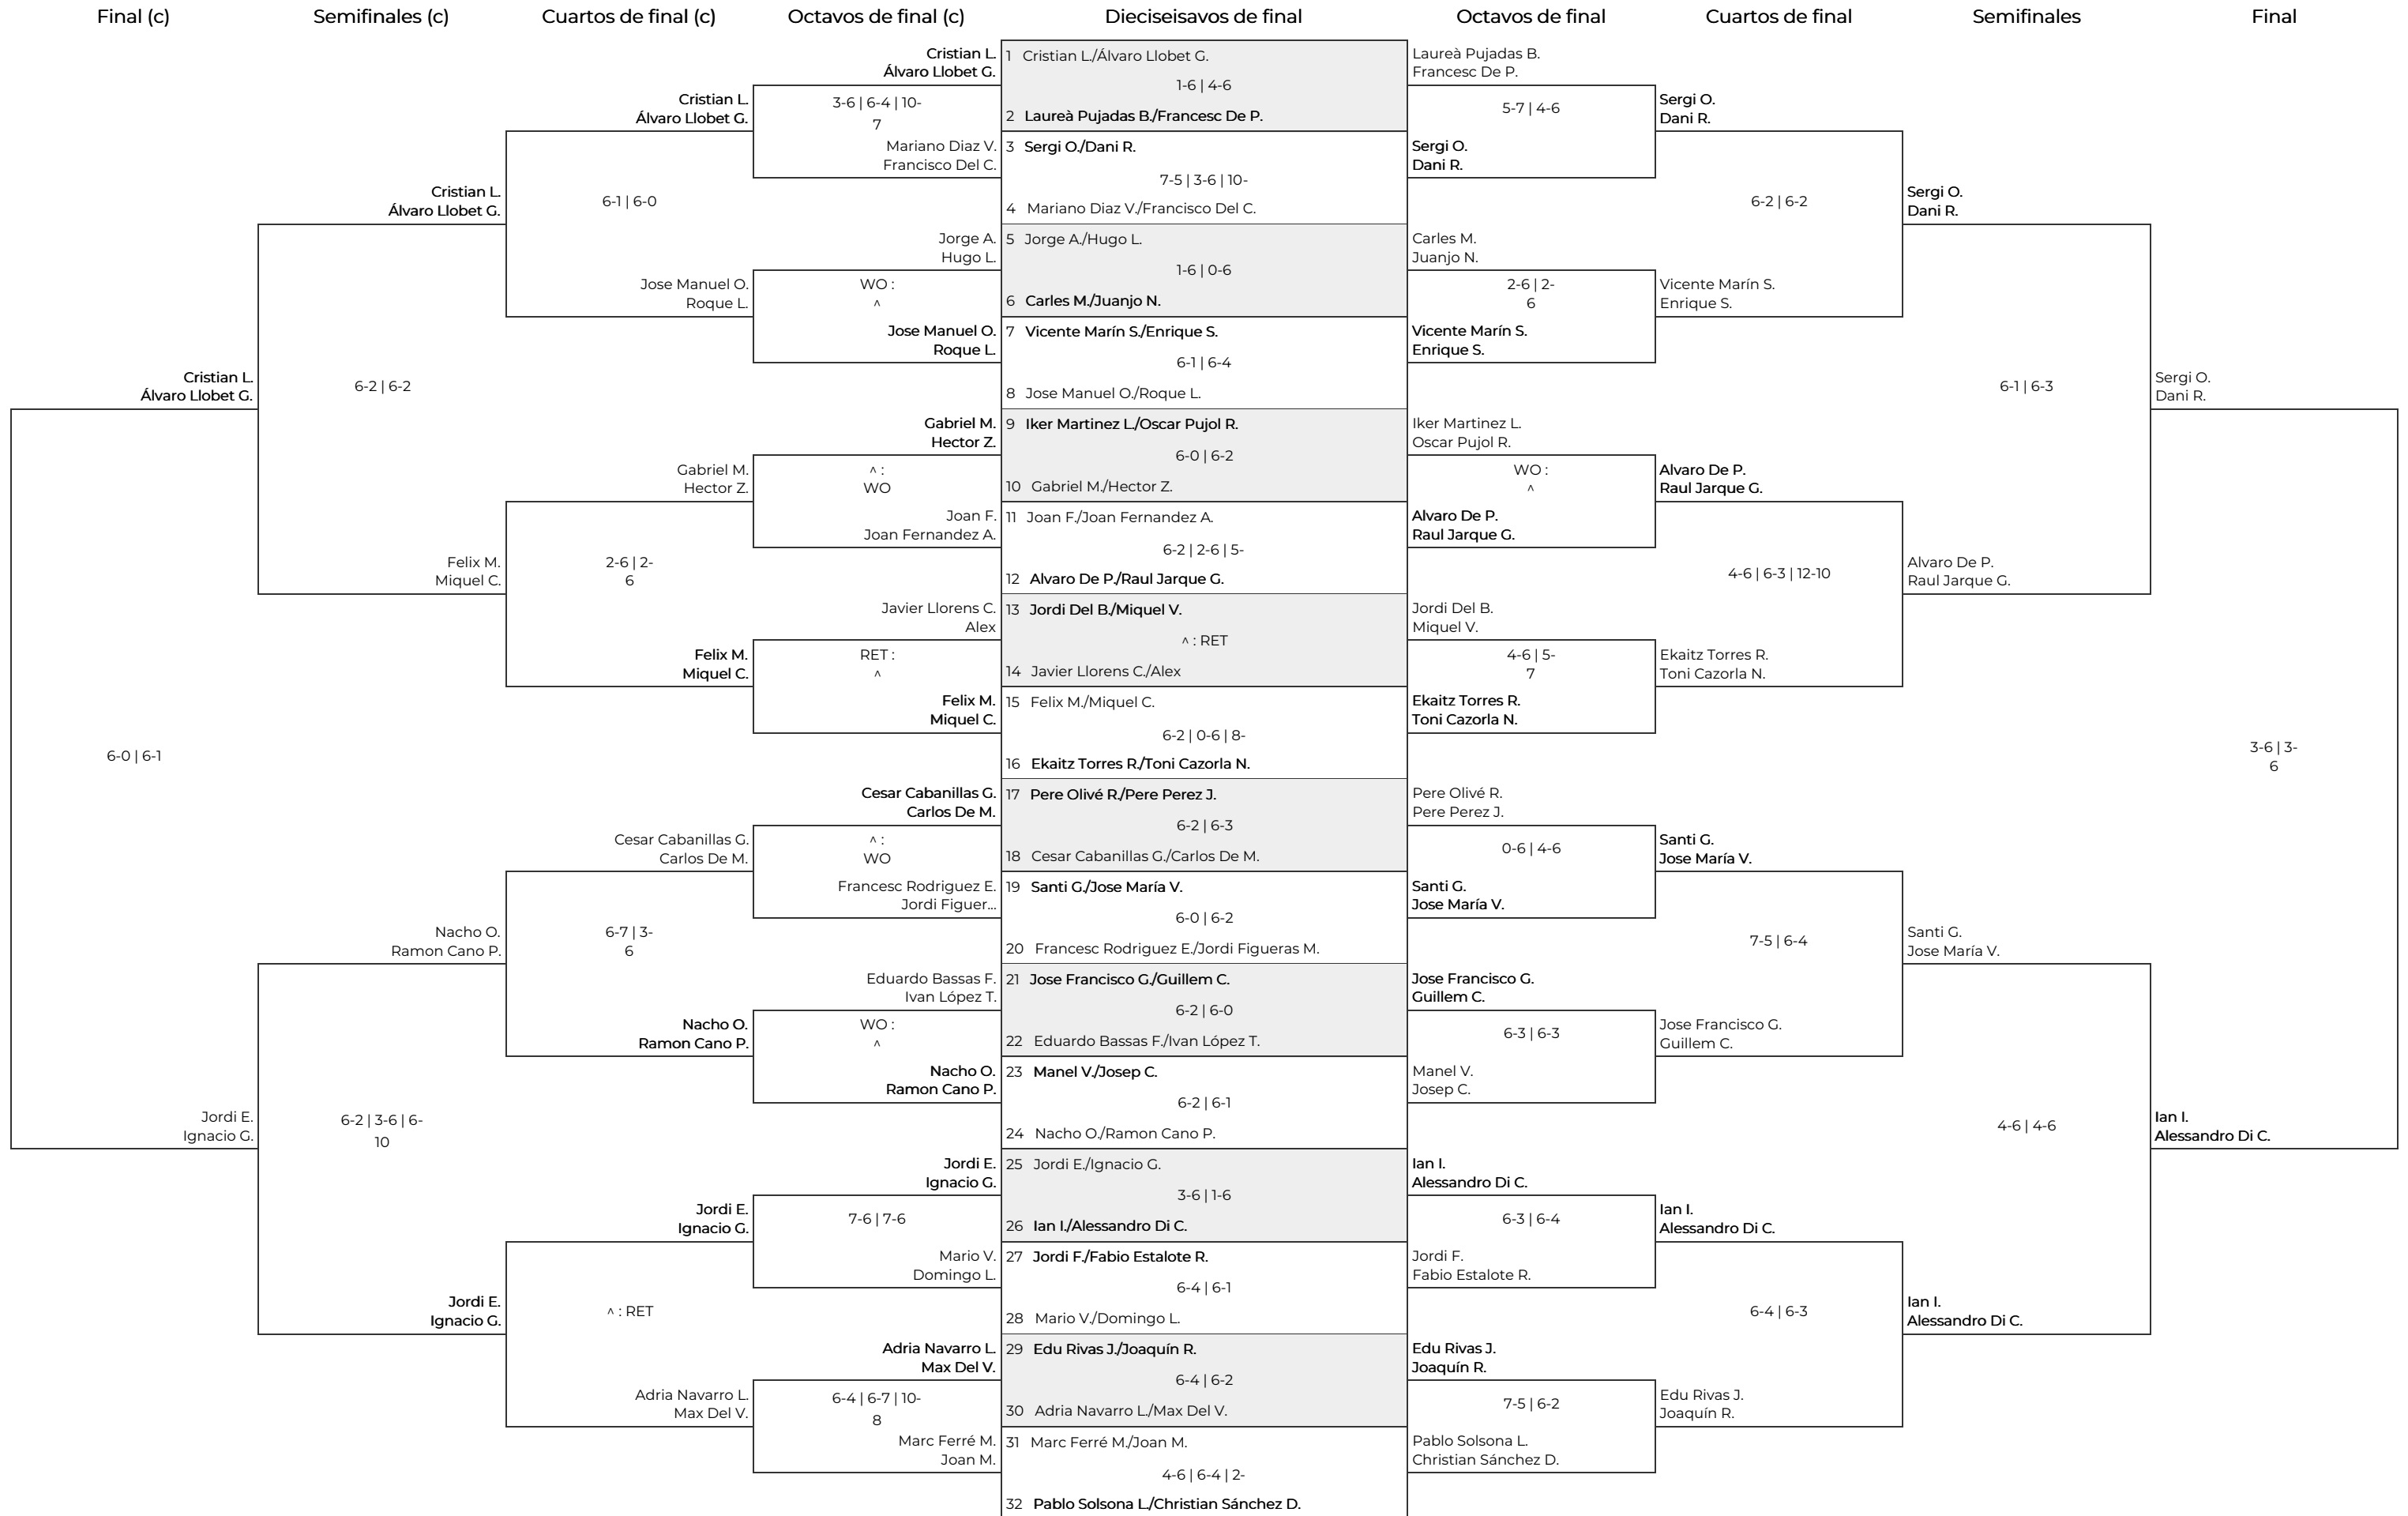 Final (c)
Semifinales (c)
Cuartos de final (c)
Octavos de final (c)
Dieciseisavos de final
Octavos de final
Cuartos de final
Semifinales
Final
Cristian L.
Álvaro Llobet G.
6-0 | 6-1
Jordi E.
Ignacio G.
Cristian L.
Álvaro Llobet G.
6-2 | 6-2
Felix M.
Miquel C.
Nacho O.
Ramon Cano P.
6-2 | 3-6 | 6-
10
Jordi E.
Ignacio G.
Cristian L.
Álvaro Llobet G.
6-1 | 6-0
Jose Manuel O.
Roque L.
Gabriel M.
Hector Z.
2-6 | 2-
6
Felix M.
Miquel C.
Cesar Cabanillas G.
Carlos De M.
6-7 | 3-
6
Nacho O.
Ramon Cano P.
Jordi E.
Ignacio G.
^ : RET
Adria Navarro L.
Max Del V.
Cristian L.
Álvaro Llobet G.
3-6 | 6-4 | 10-
7
Mariano Diaz V.
Francisco Del C.
Jorge A.
Hugo L.
WO :
^
Jose Manuel O.
Roque L.
Gabriel M.
Hector Z.
^ :
WO
Joan F.
Joan Fernandez A.
Javier Llorens C.
Alex
RET :
^
Felix M.
Miquel C.
Cesar Cabanillas G.
Carlos De M.
^ :
WO
Francesc Rodriguez E.
Jordi Figuer...
Eduardo Bassas F.
Ivan López T.
WO :
^
Nacho O.
Ramon Cano P.
Jordi E.
Ignacio G.
7-6 | 7-6
Mario V.
Domingo L.
Adria Navarro L.
Max Del V.
6-4 | 6-7 | 10-
8
Marc Ferré M.
Joan M.
1 Cristian L./Álvaro Llobet G.
1-6 | 4-6
2 Laureà Pujadas B./Francesc De P.
3 Sergi O./Dani R.
7-5 | 3-6 | 10-
4 Mariano Diaz V./Francisco Del C.
5 Jorge A./Hugo L.
1-6 | 0-6
6 Carles M./Juanjo N.
7 Vicente Marín S./Enrique S.
6-1 | 6-4
8 Jose Manuel O./Roque L.
9 Iker Martinez L./Oscar Pujol R.
6-0 | 6-2
10 Gabriel M./Hector Z.
11 Joan F./Joan Fernandez A.
6-2 | 2-6 | 5-
12 Alvaro De P./Raul Jarque G.
13 Jordi Del B./Miquel V.
^ : RET
14 Javier Llorens C./Alex
15 Felix M./Miquel C.
6-2 | 0-6 | 8-
16 Ekaitz Torres R./Toni Cazorla N.
17 Pere Olivé R./Pere Perez J.
6-2 | 6-3
18 Cesar Cabanillas G./Carlos De M.
19 Santi G./Jose María V.
6-0 | 6-2
20 Francesc Rodriguez E./Jordi Figueras M.
21 Jose Francisco G./Guillem C.
6-2 | 6-0
22 Eduardo Bassas F./Ivan López T.
23 Manel V./Josep C.
6-2 | 6-1
24 Nacho O./Ramon Cano P.
25 Jordi E./Ignacio G.
3-6 | 1-6
26 Ian I./Alessandro Di C.
27 Jordi F./Fabio Estalote R.
6-4 | 6-1
28 Mario V./Domingo L.
29 Edu Rivas J./Joaquín R.
6-4 | 6-2
30 Adria Navarro L./Max Del V.
31 Marc Ferré M./Joan M.
4-6 | 6-4 | 2-
32 Pablo Solsona L./Christian Sánchez D.
Laureà Pujadas B.
Francesc De P.
5-7 | 4-6
Sergi O.
Dani R.
Carles M.
Juanjo N.
2-6 | 2-
6
Vicente Marín S.
Enrique S.
Iker Martinez L.
Oscar Pujol R.
WO :
^
Alvaro De P.
Raul Jarque G.
Jordi Del B.
Miquel V.
4-6 | 5-
7
Ekaitz Torres R.
Toni Cazorla N.
Pere Olivé R.
Pere Perez J.
0-6 | 4-6
Santi G.
Jose María V.
Jose Francisco G.
Guillem C.
6-3 | 6-3
Manel V.
Josep C.
Ian I.
Alessandro Di C.
6-3 | 6-4
Jordi F.
Fabio Estalote R.
Edu Rivas J.
Joaquín R.
7-5 | 6-2
Pablo Solsona L.
Christian Sánchez D.
Sergi O.
Dani R.
6-2 | 6-2
Vicente Marín S.
Enrique S.
Alvaro De P.
Raul Jarque G.
4-6 | 6-3 | 12-10
Ekaitz Torres R.
Toni Cazorla N.
Santi G.
Jose María V.
7-5 | 6-4
Jose Francisco G.
Guillem C.
Ian I.
Alessandro Di C.
6-4 | 6-3
Edu Rivas J.
Joaquín R.
Sergi O.
Dani R.
6-1 | 6-3
Alvaro De P.
Raul Jarque G.
Santi G.
Jose María V.
4-6 | 4-6
Ian I.
Alessandro Di C.
Sergi O.
Dani R.
3-6 | 3-
6
Ian I.
Alessandro Di C.